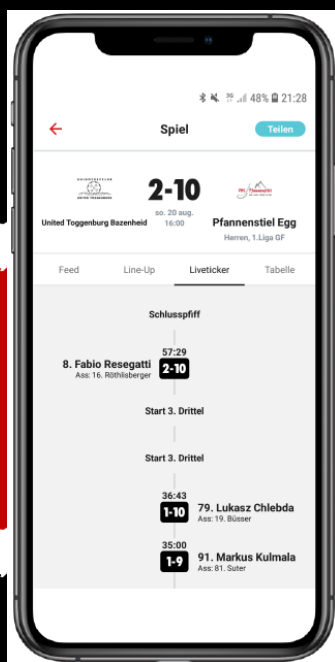 3G 48% 21:28
Spiel
Teilen
UNITED TOGGENBURG
2-10
so. 20 aug.
16:00
United Toggenburg Bazenheid
Pfannenstiel Egg
Herren, 1.Liga GF
Feed Line-Up Liveticker Tabelle
Schlusspfiff
57:29
8. Fabio Resegatti
2-10
Ass: 16. Röthlisberger
Start 3. Drittel
Start 3. Drittel
36:43
1-10
79. Lukasz Chlebda
Ass: 19. Büsser
35:00
1-9
91. Markus Kulmala
Ass: 81. Suter